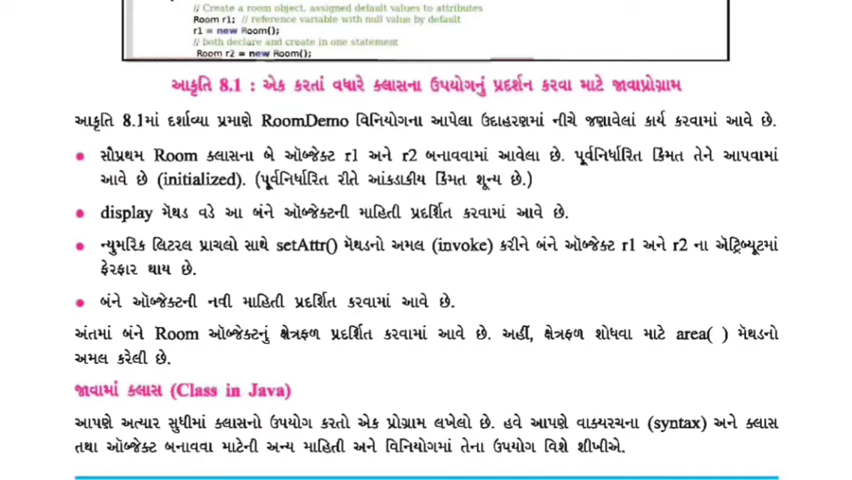 // Create a room object, assigned default values to attributes
Room r1; // reference variable with null value by default
r1 = new Room();
// both declare and create in one statement
Room r2 = new Room();
આકૃતિ 8.1 : એક કરતાં વધારે ક્લાસના ઉપયોગનું પ્રદર્શન કરવા માટે જાવાપ્રોગ્રામ
આકૃતિ 8.1માં દર્શાવ્યા પ્રમાણે RoomDemo વિનિયોગના આપેલા ઉદાહરણમાં નીચે જણાવેલાં કાર્ય કરવામાં આવે છે.
• સૌપ્રથમ Room ક્લાસના બે ઑબ્જેક્ટ r1 અને r2 બનાવવામાં આવેલા છે. પૂર્વનિર્ધારિત કિંમત તેને આપવામાં
આવે છે (initialized). (પૂર્વનિર્ધારિત રીતે આંકડાકીય કિંમત શૂન્ય છે.)
• display મૅથડ વડે આ બંને ઑબ્જેક્ટની માહિતી પ્રદર્શિત કરવામાં આવે છે.
• ન્યુમરિક લિટરલ પ્રાચલો સાથે setAttr() મૅથડનો અમલ (invoke) કરીને બંને ઑબ્જેક્ટ r1 અને r2 ના ઍટ્રિબ્યૂટમાં
ફેરફાર થાય છે.
• બંને ઑબ્જેક્ટની નવી માહિતી પ્રદર્શિત કરવામાં આવે છે.
અંતમાં બંને Room ઑબ્જેક્ટનું ક્ષેત્રફળ પ્રદર્શિત કરવામાં આવે છે. અહીં, ક્ષેત્રફળ શોધવા માટે area( ) મૅથડનો
અમલ કરેલી છે.
જાવામાં ક્લાસ (Class in Java)
આપણે અત્યાર સુધીમાં ક્લાસનો ઉપયોગ કરતો એક પ્રોગ્રામ લખેલો છે. હવે આપણે વાક્યરચના (syntax) અને ક્લાસ
તથા ઑબ્જેક્ટ બનાવવા માટેની અન્ય માહિતી અને વિનિયોગમાં તેના ઉપયોગ વિશે શીખીએ.